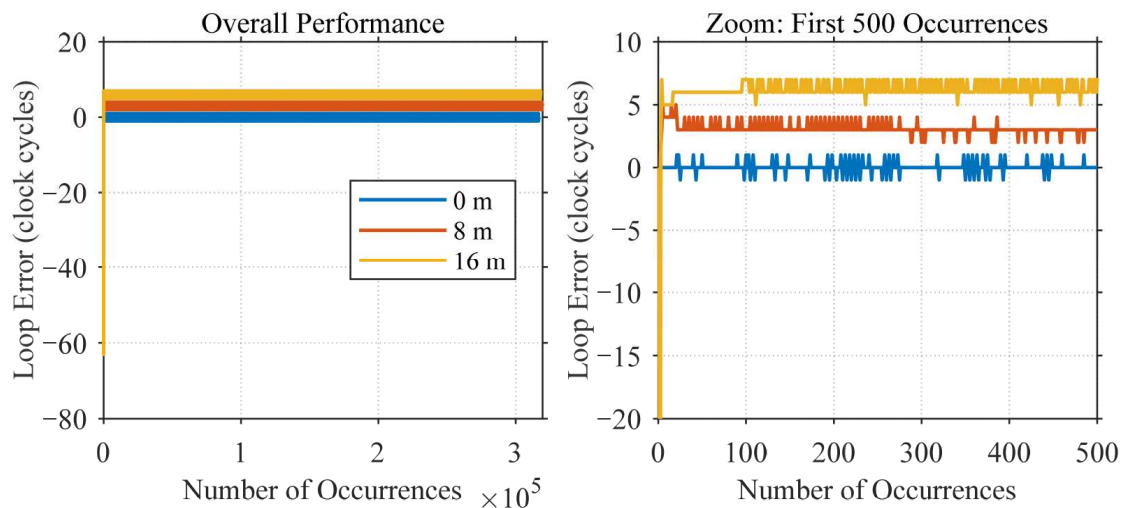 Overall Performance
Loop Error (clock cycles)
20
0
−20
−40
−60
−80
0 m
8 m
16 m
0
1
2
3
Number of Occurrences ×10^5
Zoom: First 500 Occurrences
Loop Error (clock cycles)
10
5
0
−5
−10
−15
−20
0
100
200
300
400
500
Number of Occurrences